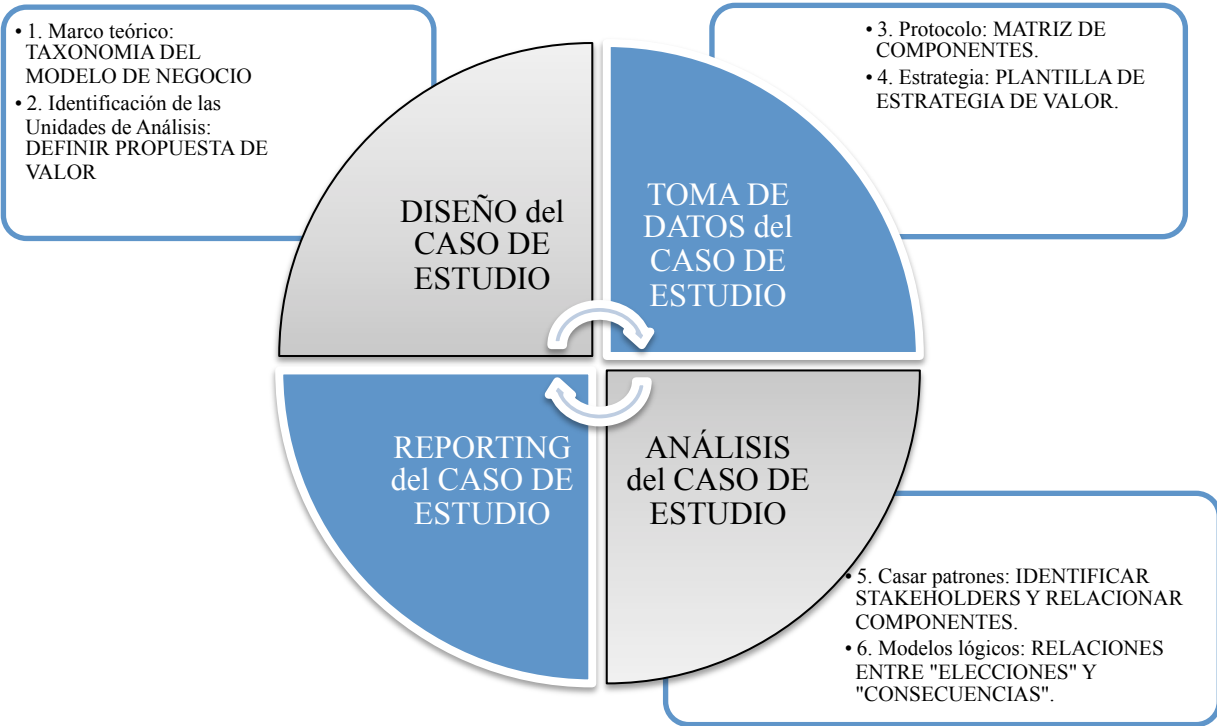 • 1. Marco teórico:
TAXONOMIA DEL
MODELO DE NEGOCIO
• 2. Identificación de las
Unidades de Análisis:
DEFINIR PROPUESTA DE
VALOR
• 3. Protocolo: MATRIZ DE
COMPONENTES.
• 4. Estrategia: PLANTILLA DE
ESTRATEGIA DE VALOR.
DISEÑO del
CASO DE
ESTUDIO
TOMA DE
DATOS del
CASO DE
ESTUDIO
REPORTING
del CASO DE
ESTUDIO
ANÁLISIS
del CASO DE
ESTUDIO
• 5. Casar patrones: IDENTIFICAR
STAKEHOLDERS Y RELACIONAR
COMPONENTES.
• 6. Modelos lógicos: RELACIONES
ENTRE "ELECCIONES" Y
"CONSECUENCIAS".